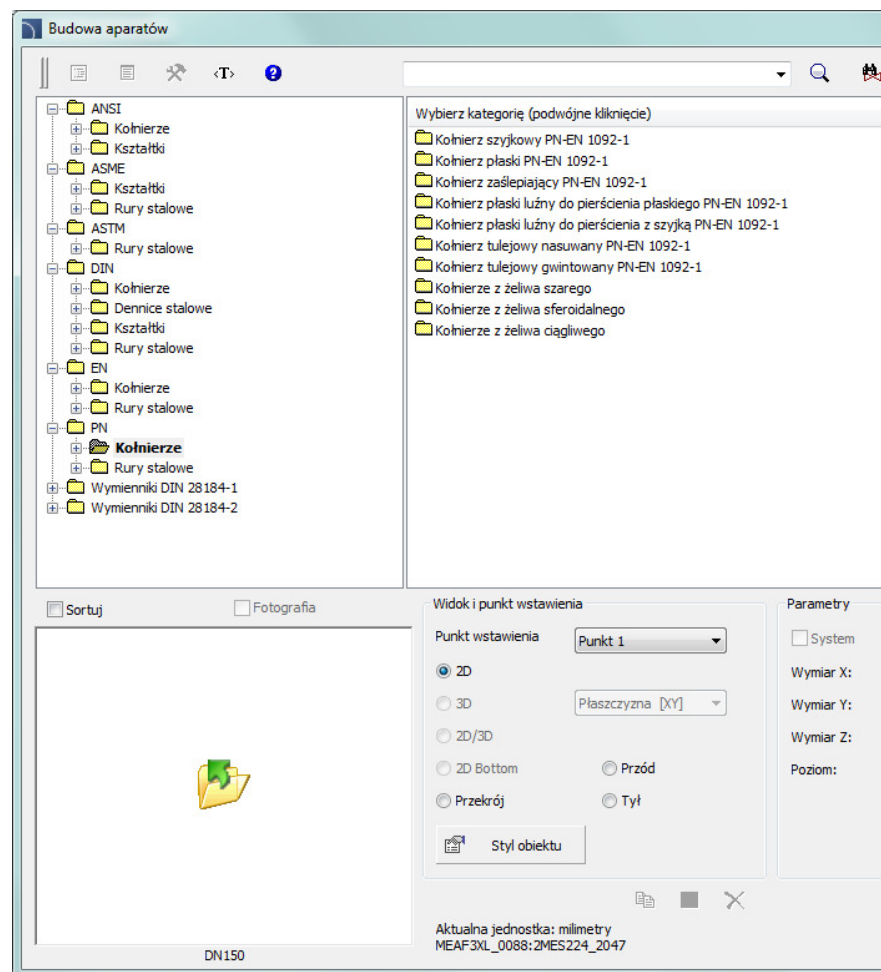 Budowa aparatów
‹T›
ANSI
Kołnierze
Kształtki
ASME
Kształtki
Rury stalowe
ASTM
Rury stalowe
DIN
Kołnierze
Dennice stalowe
Kształtki
Rury stalowe
EN
Kołnierze
Rury stalowe
PN
Kołnierze
Rury stalowe
Wymienniki DIN 28184-1
Wymienniki DIN 28184-2
Wybierz kategorię (podwójne kliknięcie)
Kołnierz szyjkowy PN-EN 1092-1
Kołnierz płaski PN-EN 1092-1
Kołnierz zaślepiający PN-EN 1092-1
Kołnierz płaski luźny do pierścienia płaskiego PN-EN 1092-1
Kołnierz płaski luźny do pierścienia z szyjką PN-EN 1092-1
Kołnierz tulejowy nasuwany PN-EN 1092-1
Kołnierz tulejowy gwintowany PN-EN 1092-1
Kołnierze z żeliwa szarego
Kołnierze z żeliwa sferoidalnego
Kołnierze z żeliwa ciągliwego
Sortuj
Fotografia
DN150
Widok i punkt wstawienia
Punkt wstawienia Punkt 1
2D
3D Płaszczyzna [XY]
2D/3D
2D Bottom Przód
Przekrój Tył
Styl obiektu
Aktualna jednostka: milimetry
MEAF3XL_0088:2MES224_2047
Parametry
System
Wymiar X:
Wymiar Y:
Wymiar Z:
Poziom: